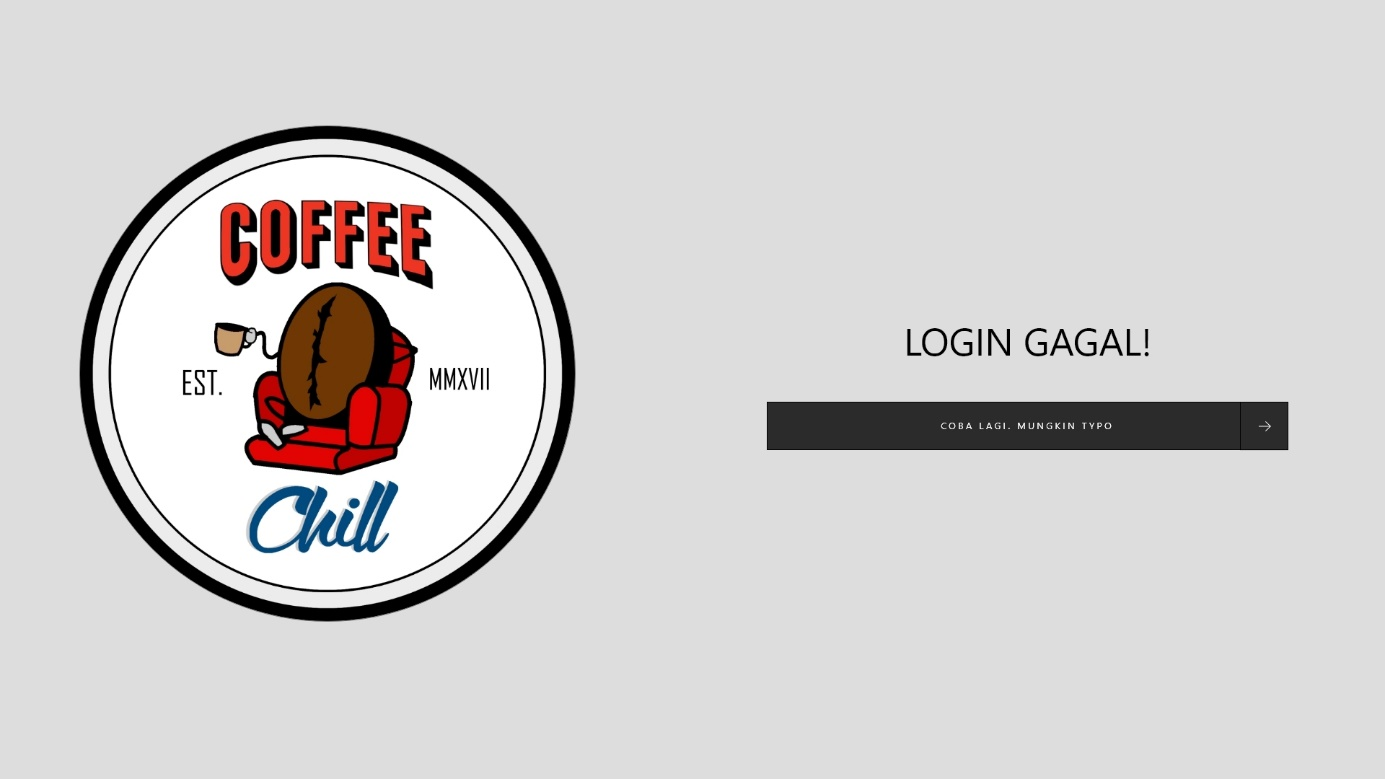 COFFEE
EST.
MMXVII
Chill
LOGIN GAGAL!
COBA LAGI. MUNGKIN TYPO